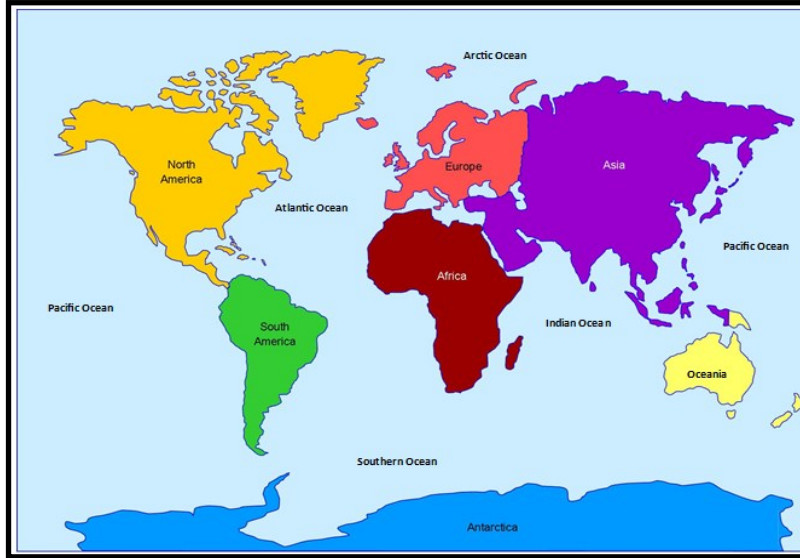 Arctic Ocean
North
America
Europe
Asia
Atlantic Ocean
Pacific Ocean
Africa
Pacific Ocean
Indian Ocean
South
America
Oceania
Southern Ocean
Antarctica